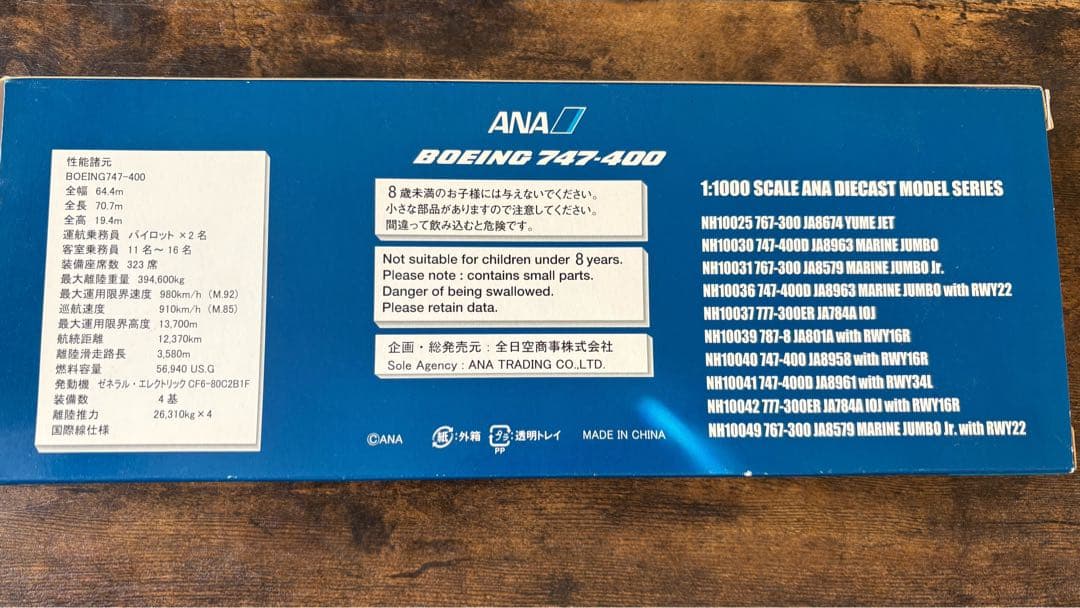 ANA
BOEING 747-400
性能諸元
BOEING747-400
全幅 64.4m
全長 70.7m
全高 19.4m
運航乗務員 パイロット×2名
客室乗務員 11名～16名
装備座席数 323席
最大離陸重量 394,600kg
最大運用限界速度 980km/h (M.92)
巡航速度 910km/h (M.85)
最大運用限界高度 13,700m
航続距離 12,370km
離陸滑走路長 3,580m
燃料容量 56,940 US.G
発動機 ゼネラル・エレクトリック CF6-80C2B1F
装備数 4基
離陸推力 26,310kg×4
国際線仕様
8歳未満のお子様には与えないでください。
小さな部品がありますので注意してください。
間違って飲み込むと危険です。
Not suitable for children under 8 years.
Please note : contains small parts.
Danger of being swallowed.
Please retain data.
企画・総発売元：全日空商事株式会社
Sole Agency : ANA TRADING CO.,LTD.
©ANA
紙:外箱
プラ:透明トレイ
PP
MADE IN CHINA
1:1000 SCALE ANA DIECAST MODEL SERIES
NH10025 767-300 JA8674 YUME JET
NH10030 747-400D JA8963 MARINE JUMBO
NH10031 767-300 JA8579 MARINE JUMBO Jr.
NH10036 747-400D JA8963 MARINE JUMBO with RWY22
NH10037 777-300ER JA784A IOJ
NH10039 787-8 JA801A with RWY16R
NH10040 747-400 JA8958 with RWY16R
NH10041 747-400D JA8961 with RWY34L
NH10042 777-300ER JA784A IOJ with RWY16R
NH10049 767-300 JA8579 MARINE JUMBO Jr. with RWY22